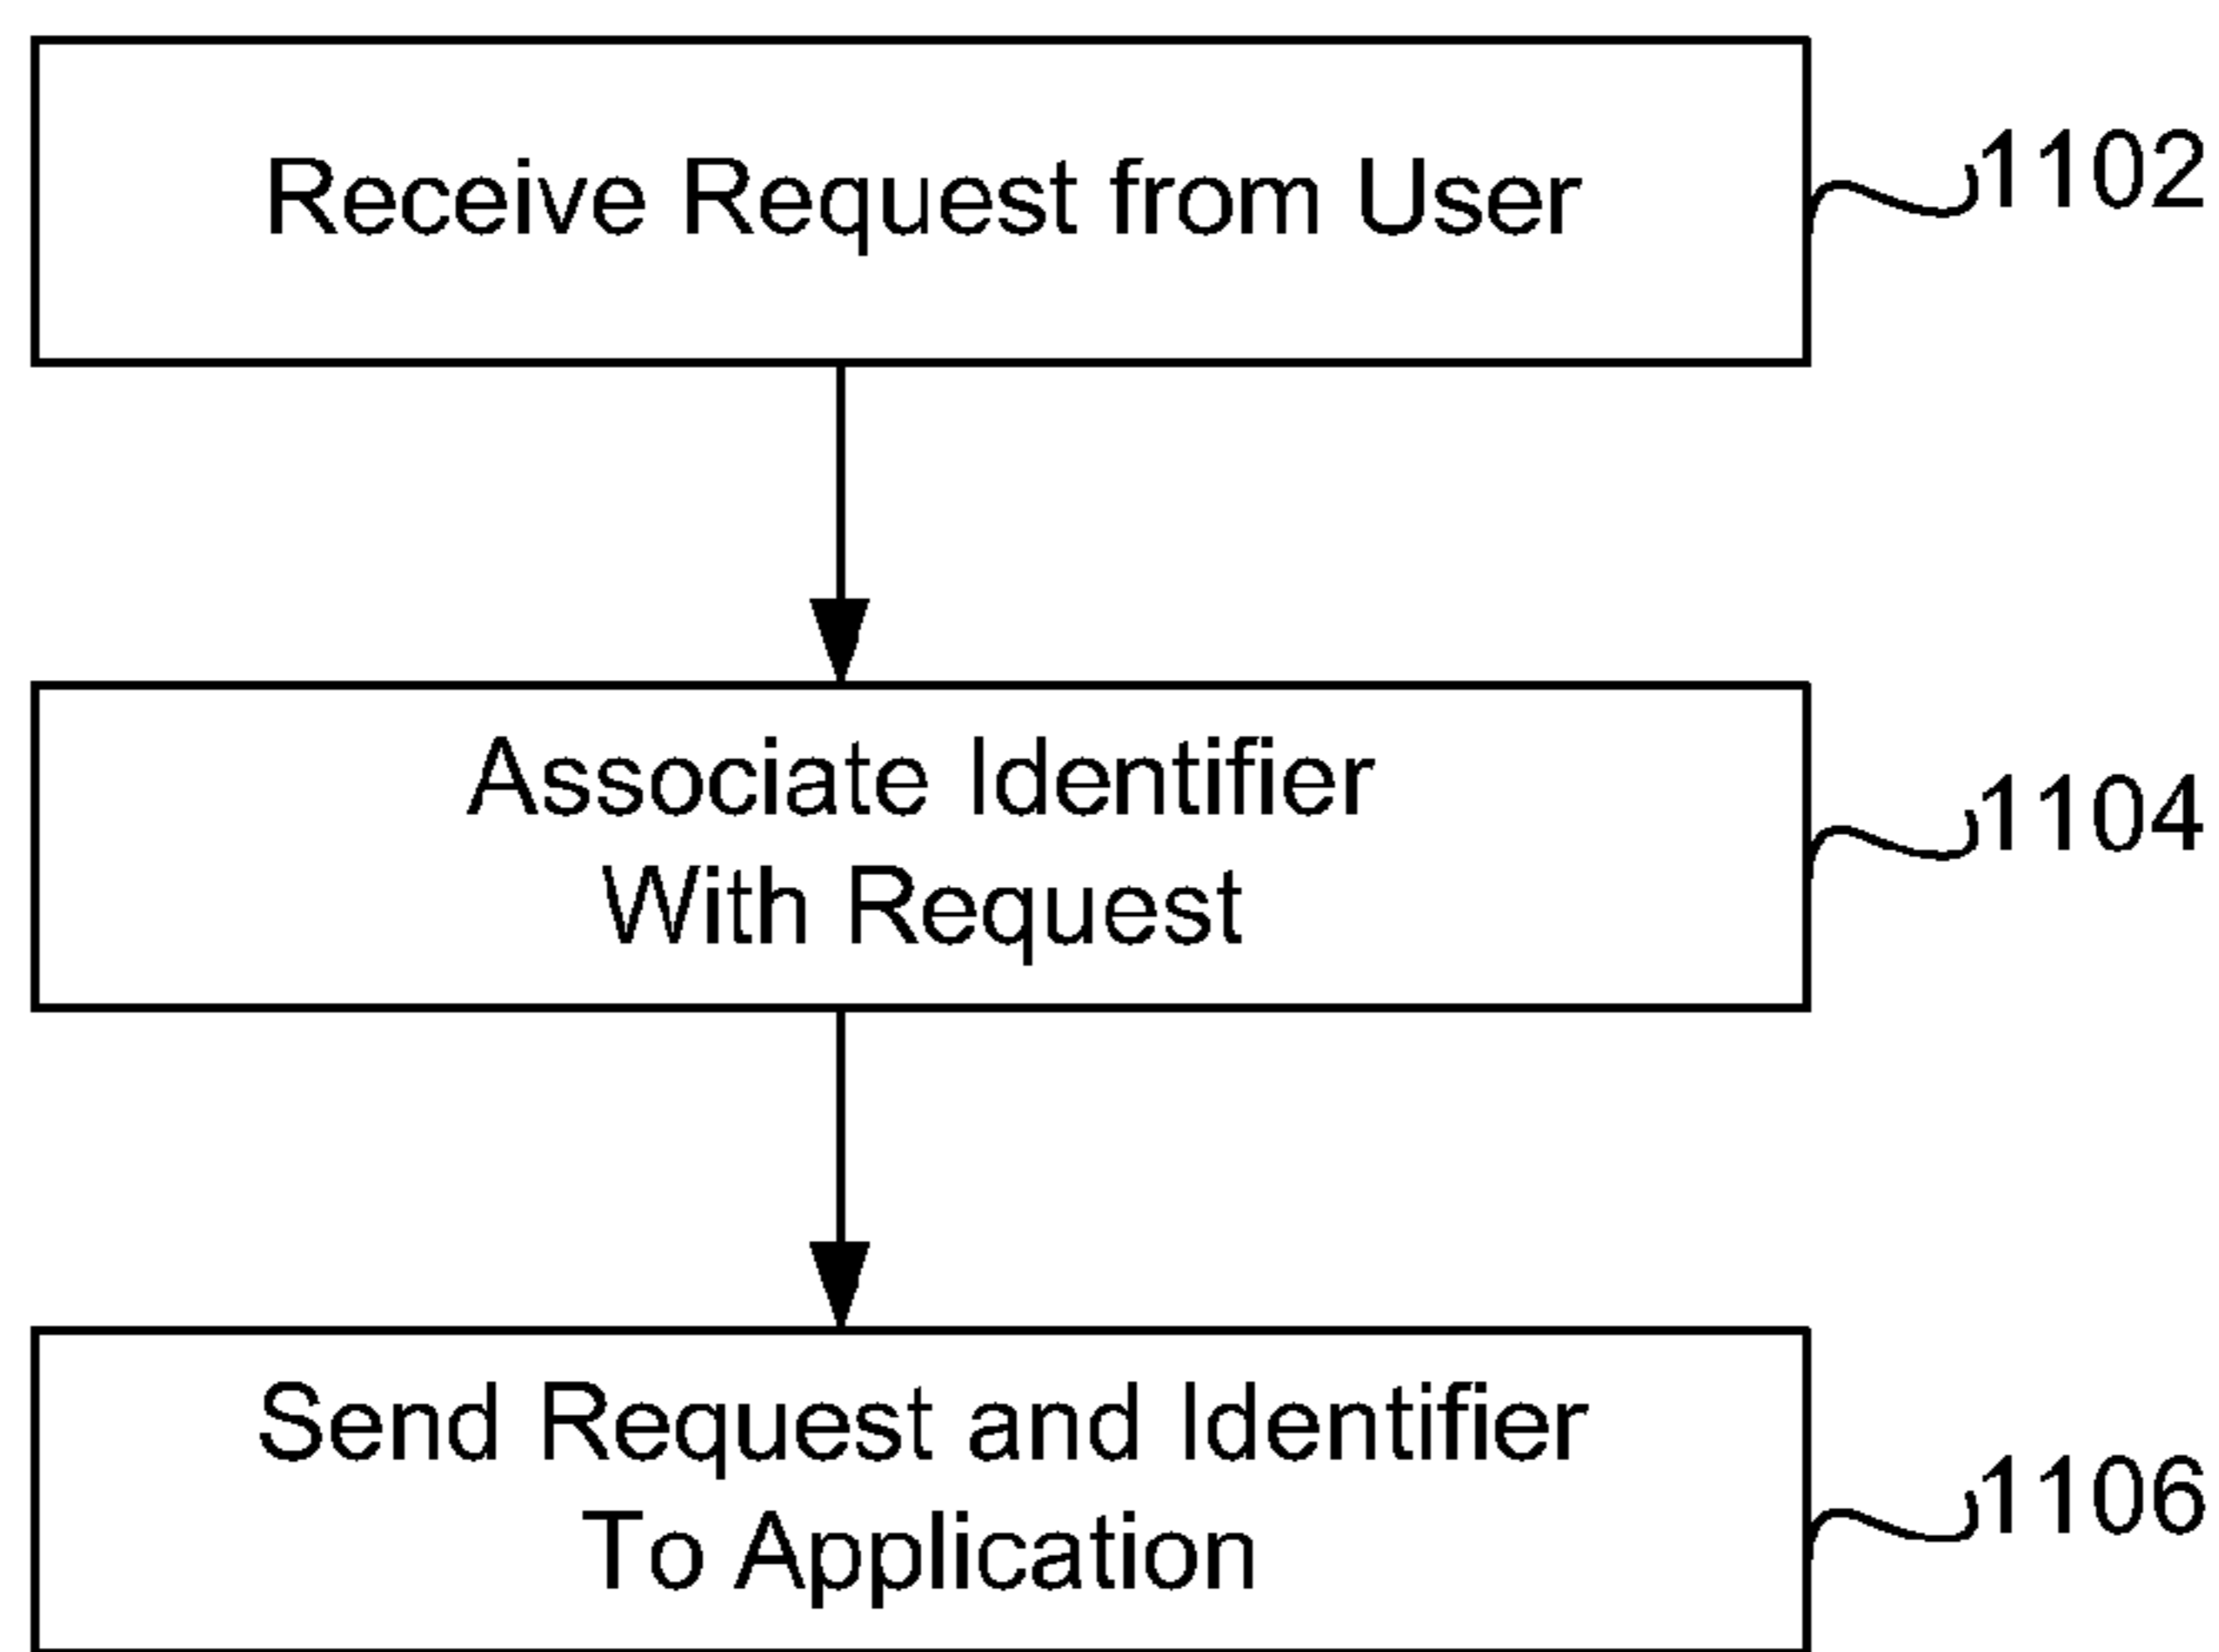 Receive Request from User
1102
Associate Identifier
With Request
1104
Send Request and Identifier
To Application
1106